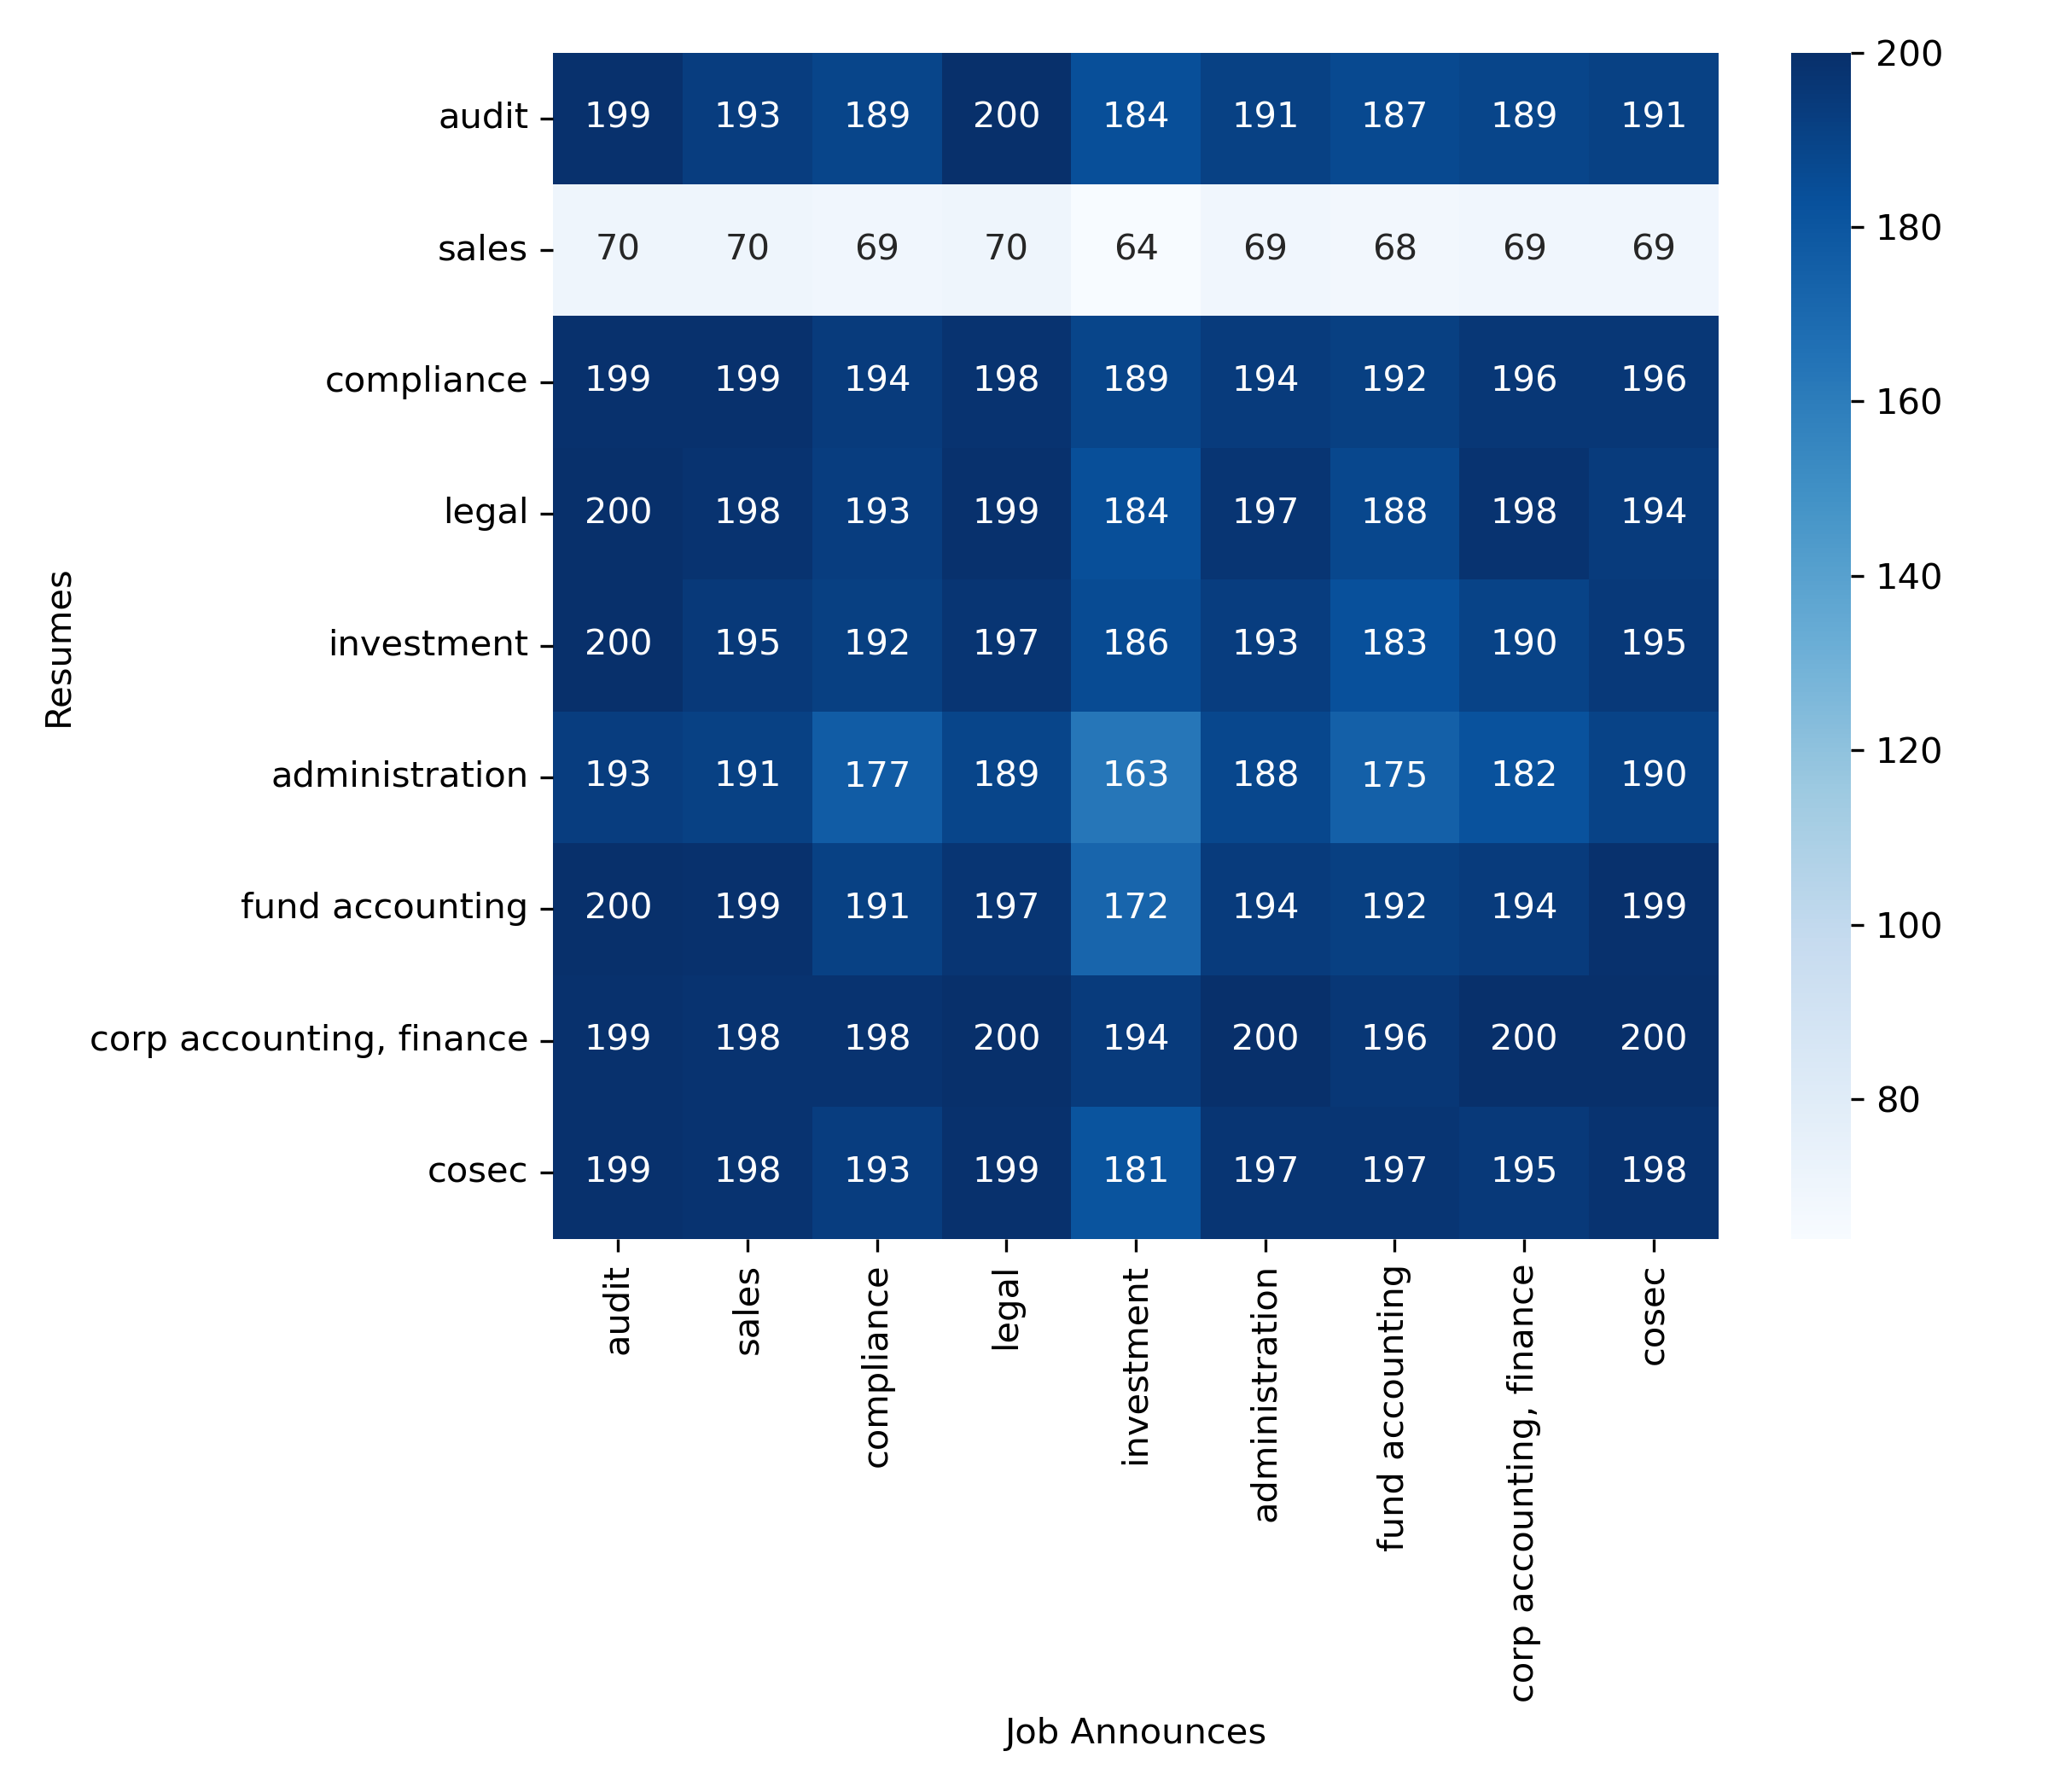 audit 199 193 189 200 184 191 187 189 191
sales 70 70 69 70 64 69 68 69 69
compliance 199 199 194 198 189 194 192 196 196
legal 200 198 193 199 184 197 188 198 194
investment 200 195 192 197 186 193 183 190 195
administration 193 191 177 189 163 188 175 182 190
fund accounting 200 199 191 197 172 194 192 194 199
corp accounting, finance 199 198 198 200 194 200 196 200 200
cosec 199 198 193 199 181 197 197 195 198
Resumes
audit
sales
compliance
legal
investment
administration
fund accounting
corp accounting, finance
cosec
Job Announces
200
180
160
140
120
100
80